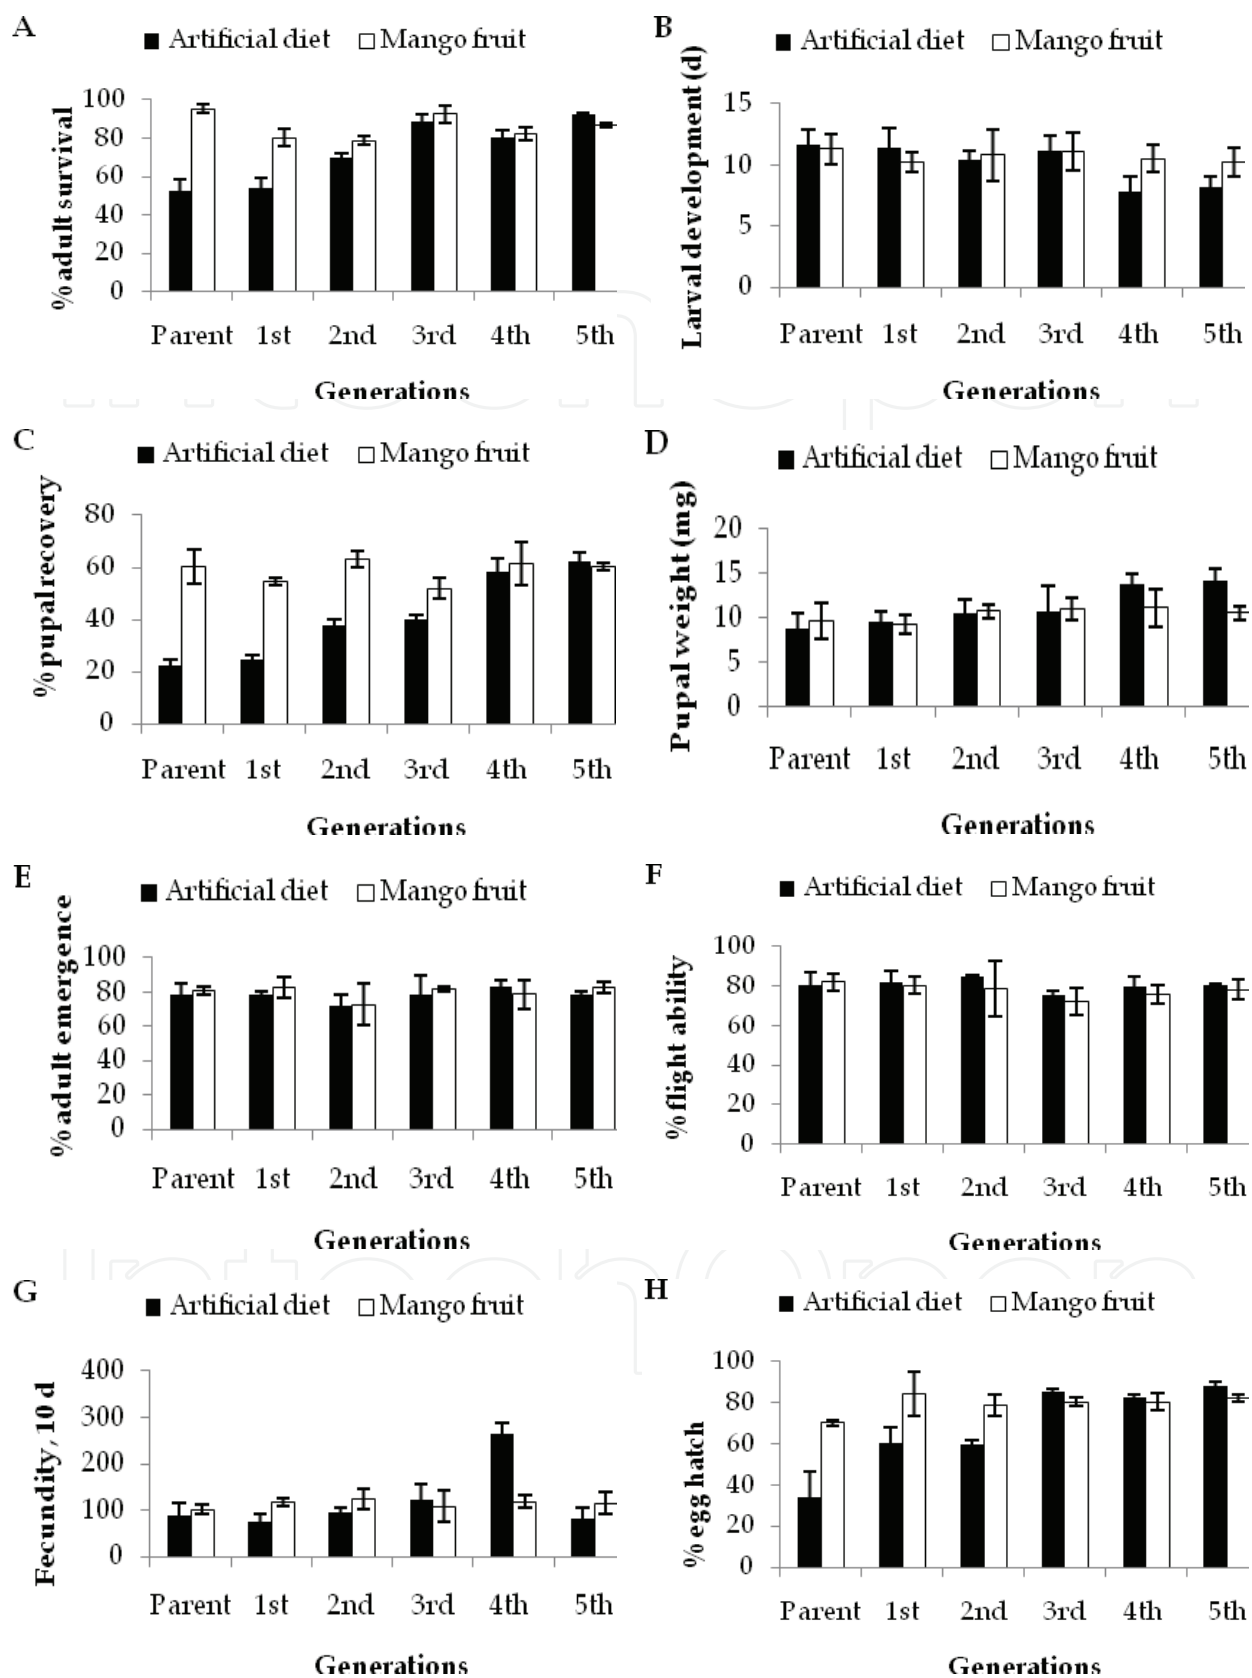 A
Artificial diet Mango fruit
% adult survival
100
80
60
40
20
0
Parent 1st 2nd 3rd 4th 5th
Generations
B
Artificial diet Mango fruit
Larval development (d)
15
10
5
0
Parent 1st 2nd 3rd 4th 5th
Generations
C
Artificial diet Mango fruit
% pupal recovery
80
60
40
20
0
Parent 1st 2nd 3rd 4th 5th
Generations
D
Artificial diet Mango fruit
Pupal weight (mg)
20
15
10
5
0
Parent 1st 2nd 3rd 4th 5th
Generations
E
Artificial diet Mango fruit
% adult emergence
100
80
60
40
20
0
Parent 1st 2nd 3rd 4th 5th
Generations
F
Artificial diet Mango fruit
% flight ability
100
80
60
40
20
0
Parent 1st 2nd 3rd 4th 5th
Generations
G
Artificial diet Mango fruit
Fecundity, 10 d
400
300
200
100
0
Parent 1st 2nd 3rd 4th 5th
Generations
H
Artificial diet Mango fruit
% egg hatch
100
80
60
40
20
0
Parent 1st 2nd 3rd 4th 5th
Generations